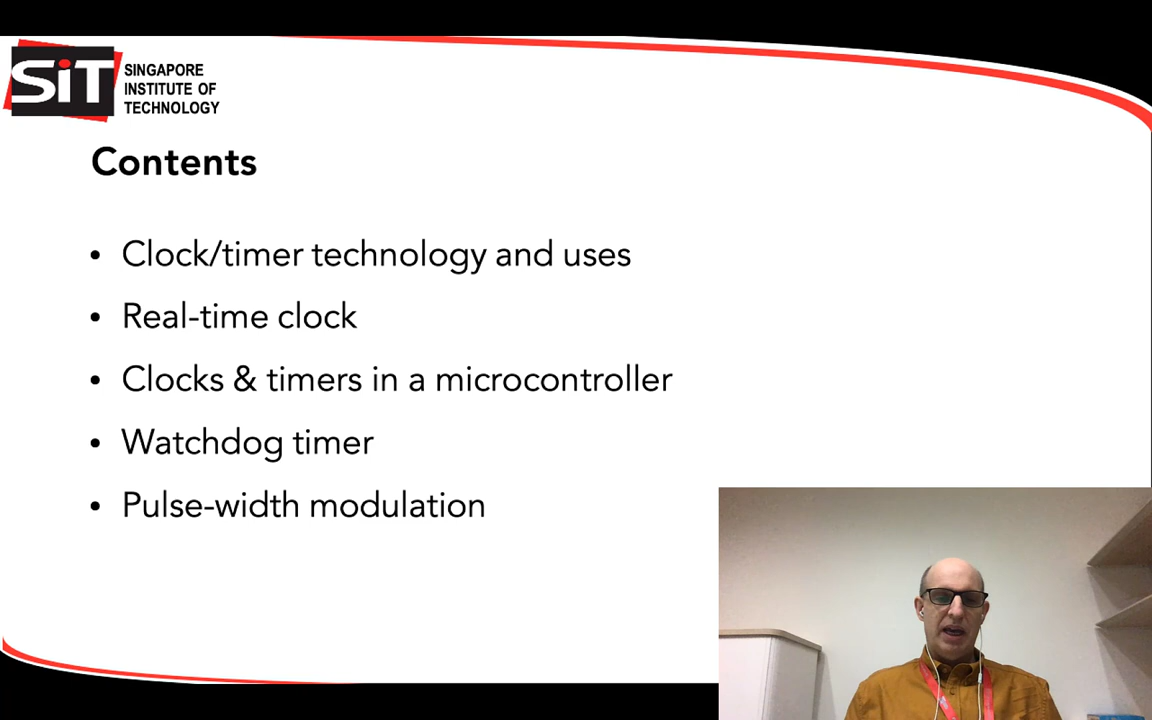 SiT
SINGAPORE
INSTITUTE OF
TECHNOLOGY
Contents
• Clock/timer technology and uses
• Real-time clock
• Clocks & timers in a microcontroller
• Watchdog timer
• Pulse-width modulation